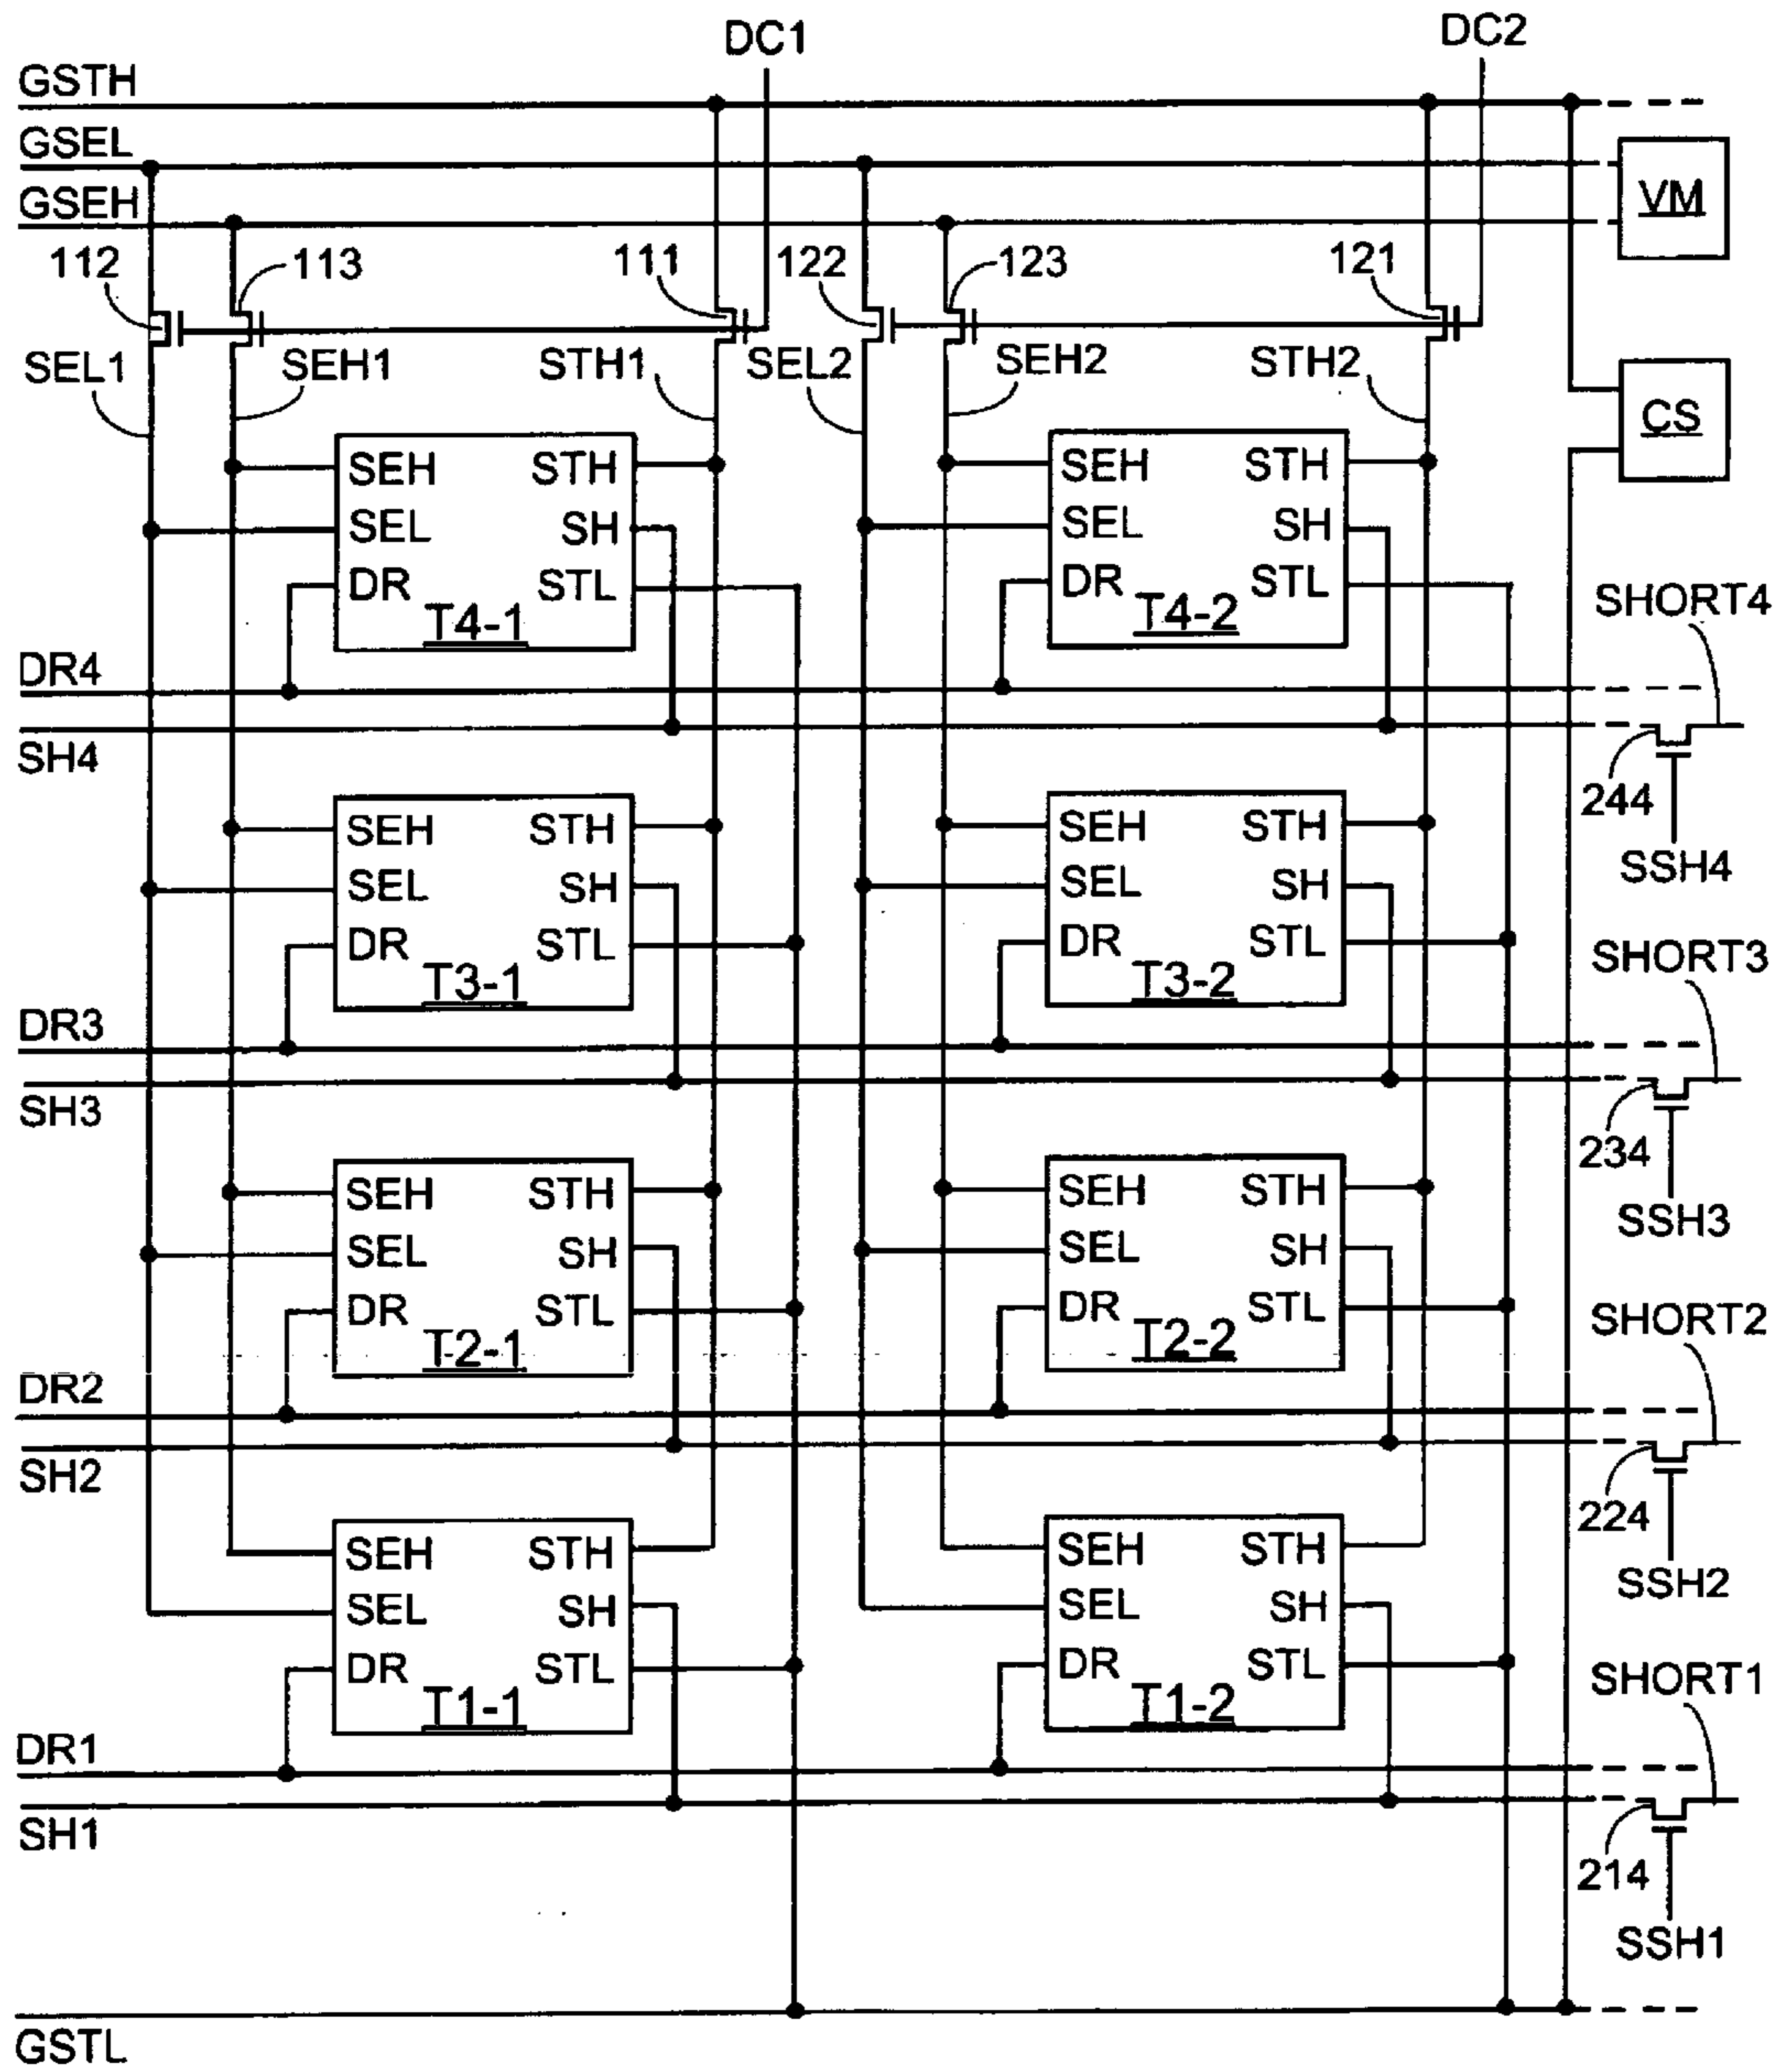 DC1
DC2
GSTH
GSEL
VM
GSEH
112
113
111
122
123
121
SEL1
SEH1
STH1
SEL2
SEH2
STH2
CS
SEH STH
SEL SH
DR STL
T4-1
SEH STH
SEL SH
DR STL
T4-2
SHORT4
DR4
SH4
244
SSH4
SEH STH
SEL SH
DR STL
T3-1
SEH STH
SEL SH
DR STL
T3-2
SHORT3
DR3
SH3
234
SSH3
SEH STH
SEL SH
DR STL
T2-1
SEH STH
SEL SH
DR STL
T2-2
SHORT2
DR2
SH2
224
SSH2
SEH STH
SEL SH
DR STL
T1-1
SEH STH
SEL SH
DR STL
T1-2
SHORT1
DR1
SH1
214
SSH1
GSTL